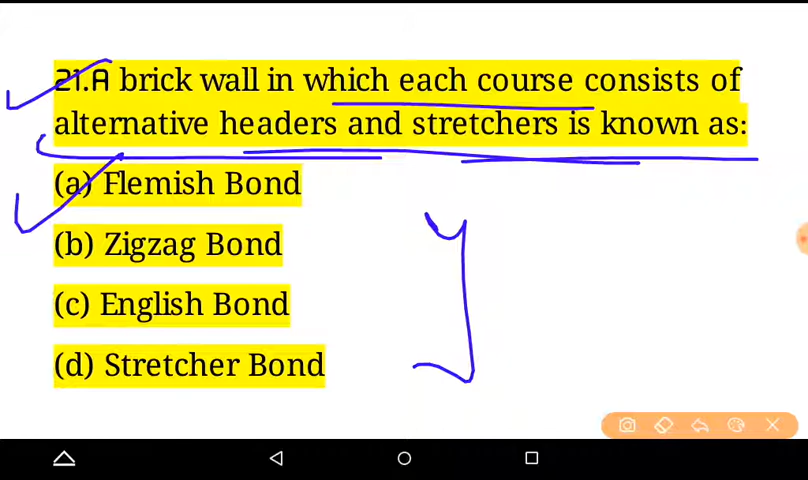 21.A brick wall in which each course consists of
alternative headers and stretchers is known as:
(a) Flemish Bond
(b) Zigzag Bond
(c) English Bond
(d) Stretcher Bond